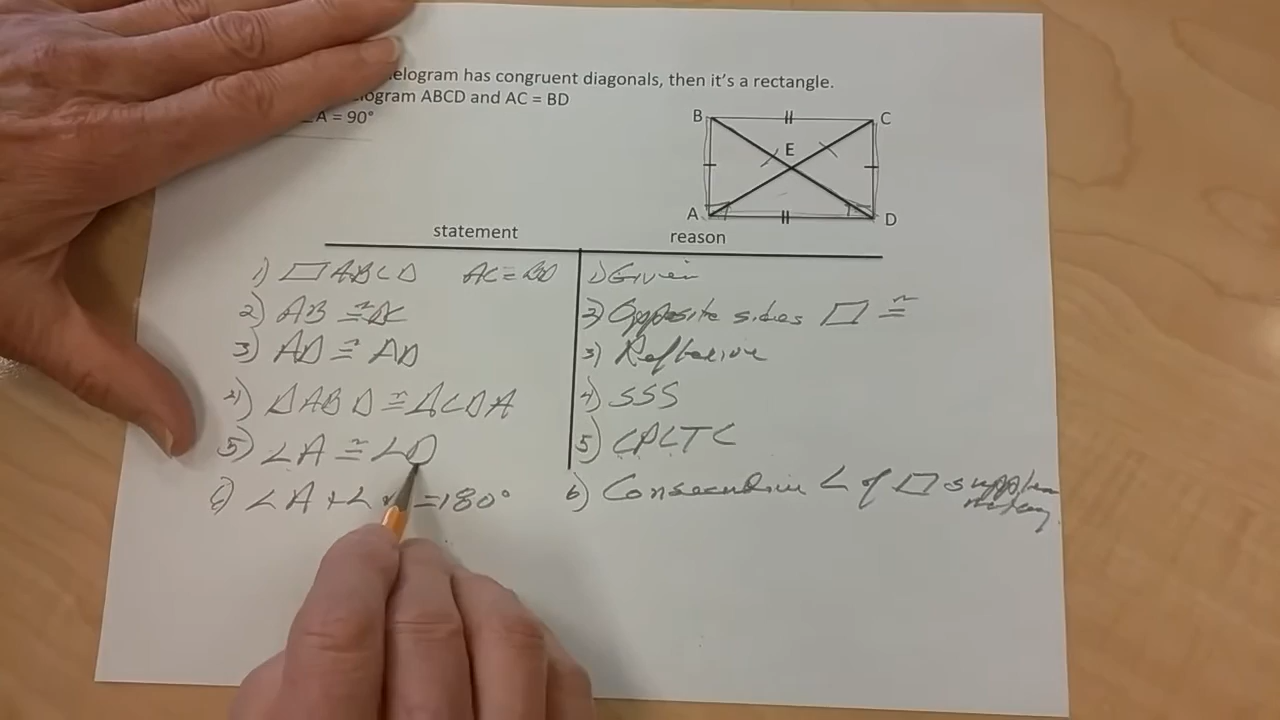 elogram has congruent diagonals, then it's a rectangle.
ogram ABCD and AC = BD
A = 90°
B C
E
A D
statement reason
1) ▱ ABCD AC = BD 1) Given
2) AB ≅ DC 2) Opposite sides ▱ ≅
3) AD ≅ AD 3) Reflexive
4) △ABD ≅ △CDA 4) SSS
5) ∠A ≅ ∠D 5) CPCTC
6) ∠A + ∠ = 180° 6) Consecutive ∠ of ▱ supplementary